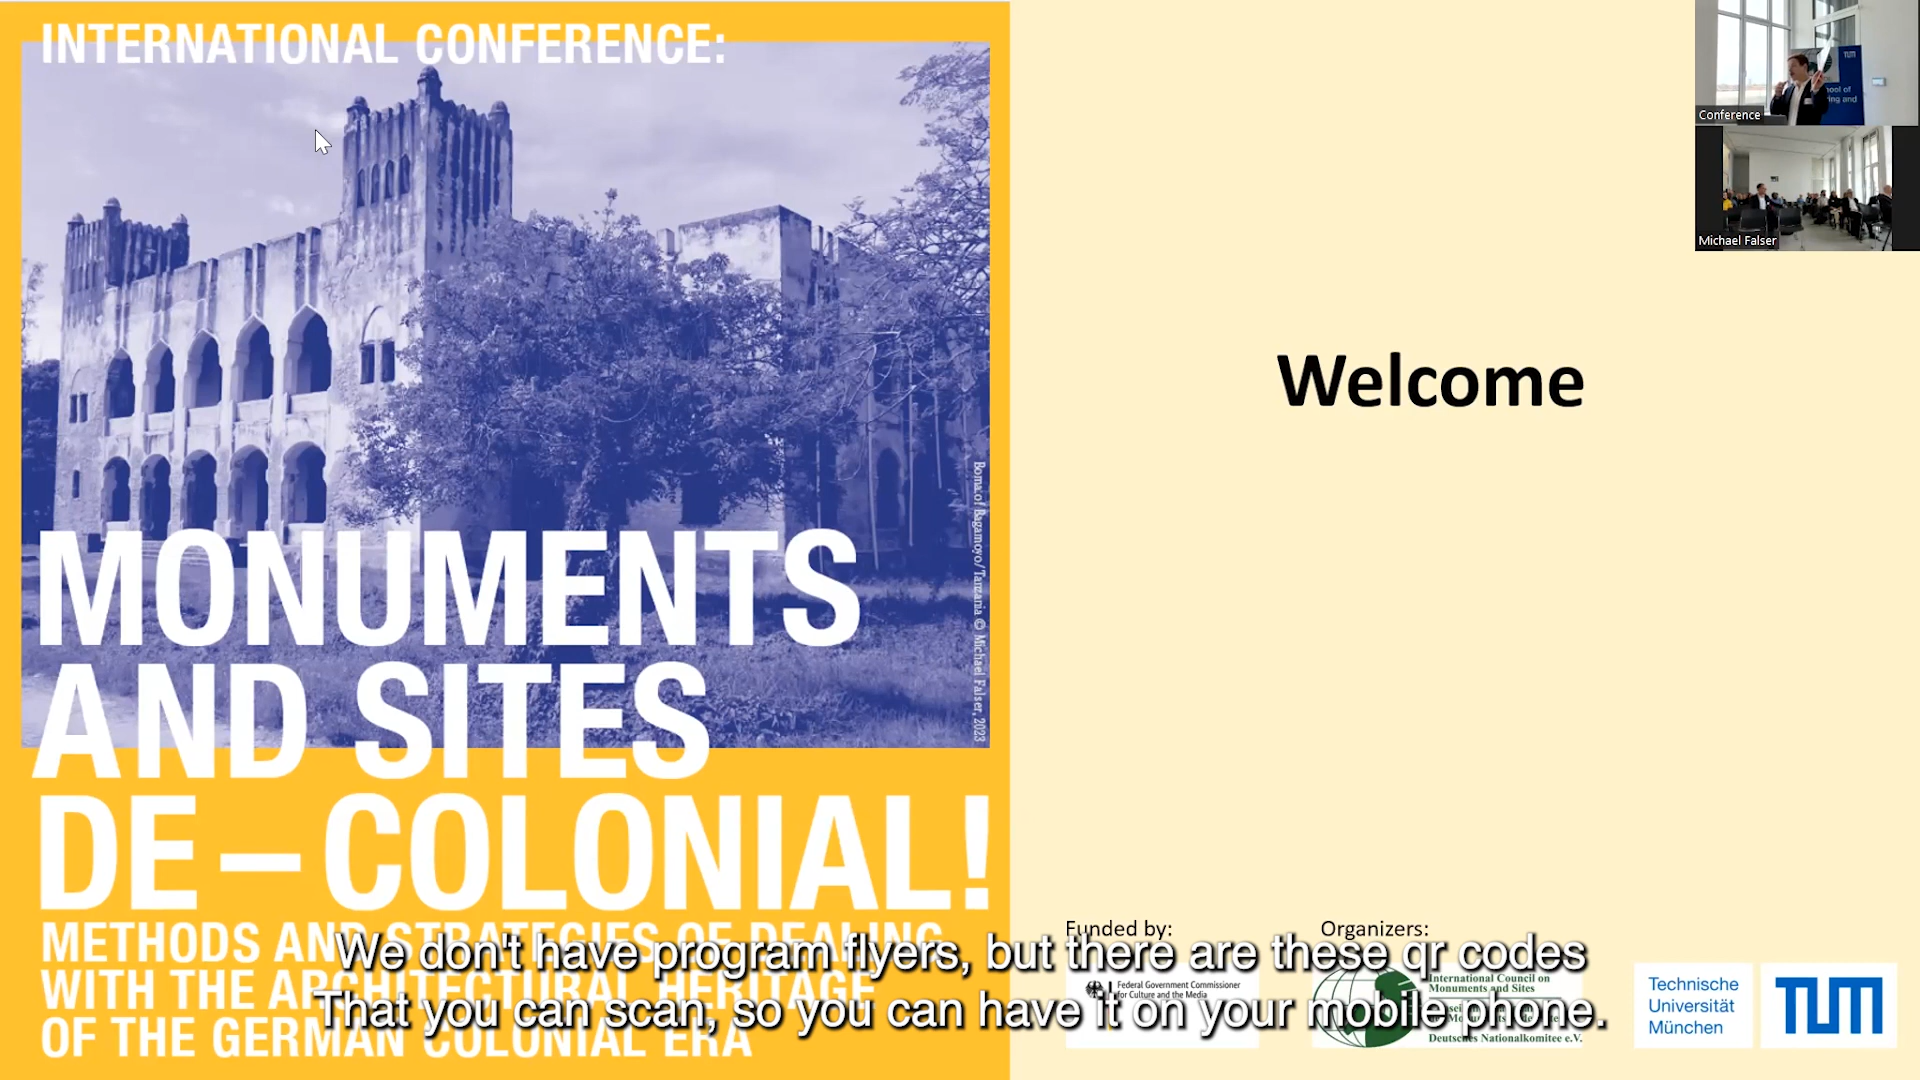 INTERNATIONAL CONFERENCE:
Boma of Bagamoyo/Tanzania © Michael Falser, 2023
MONUMENTS
AND SITES
DE – COLONIAL!
METHODS AND STRATEGIES OF DEALING
WITH THE ARCHITECTURAL HERITAGE
OF THE GERMAN COLONIAL ERA
Welcome
TUM
Conference
Michael Falser
Funded by:
Federal Government Commissioner
for Culture and the Media
Organizers:
International Council on
Monuments and Sites
Deutsches Nationalkomitee e.V.
Technische
Universität
München
TUM
We don't have program flyers, but there are these qr codes
That you can scan, so you can have it on your mobile phone.